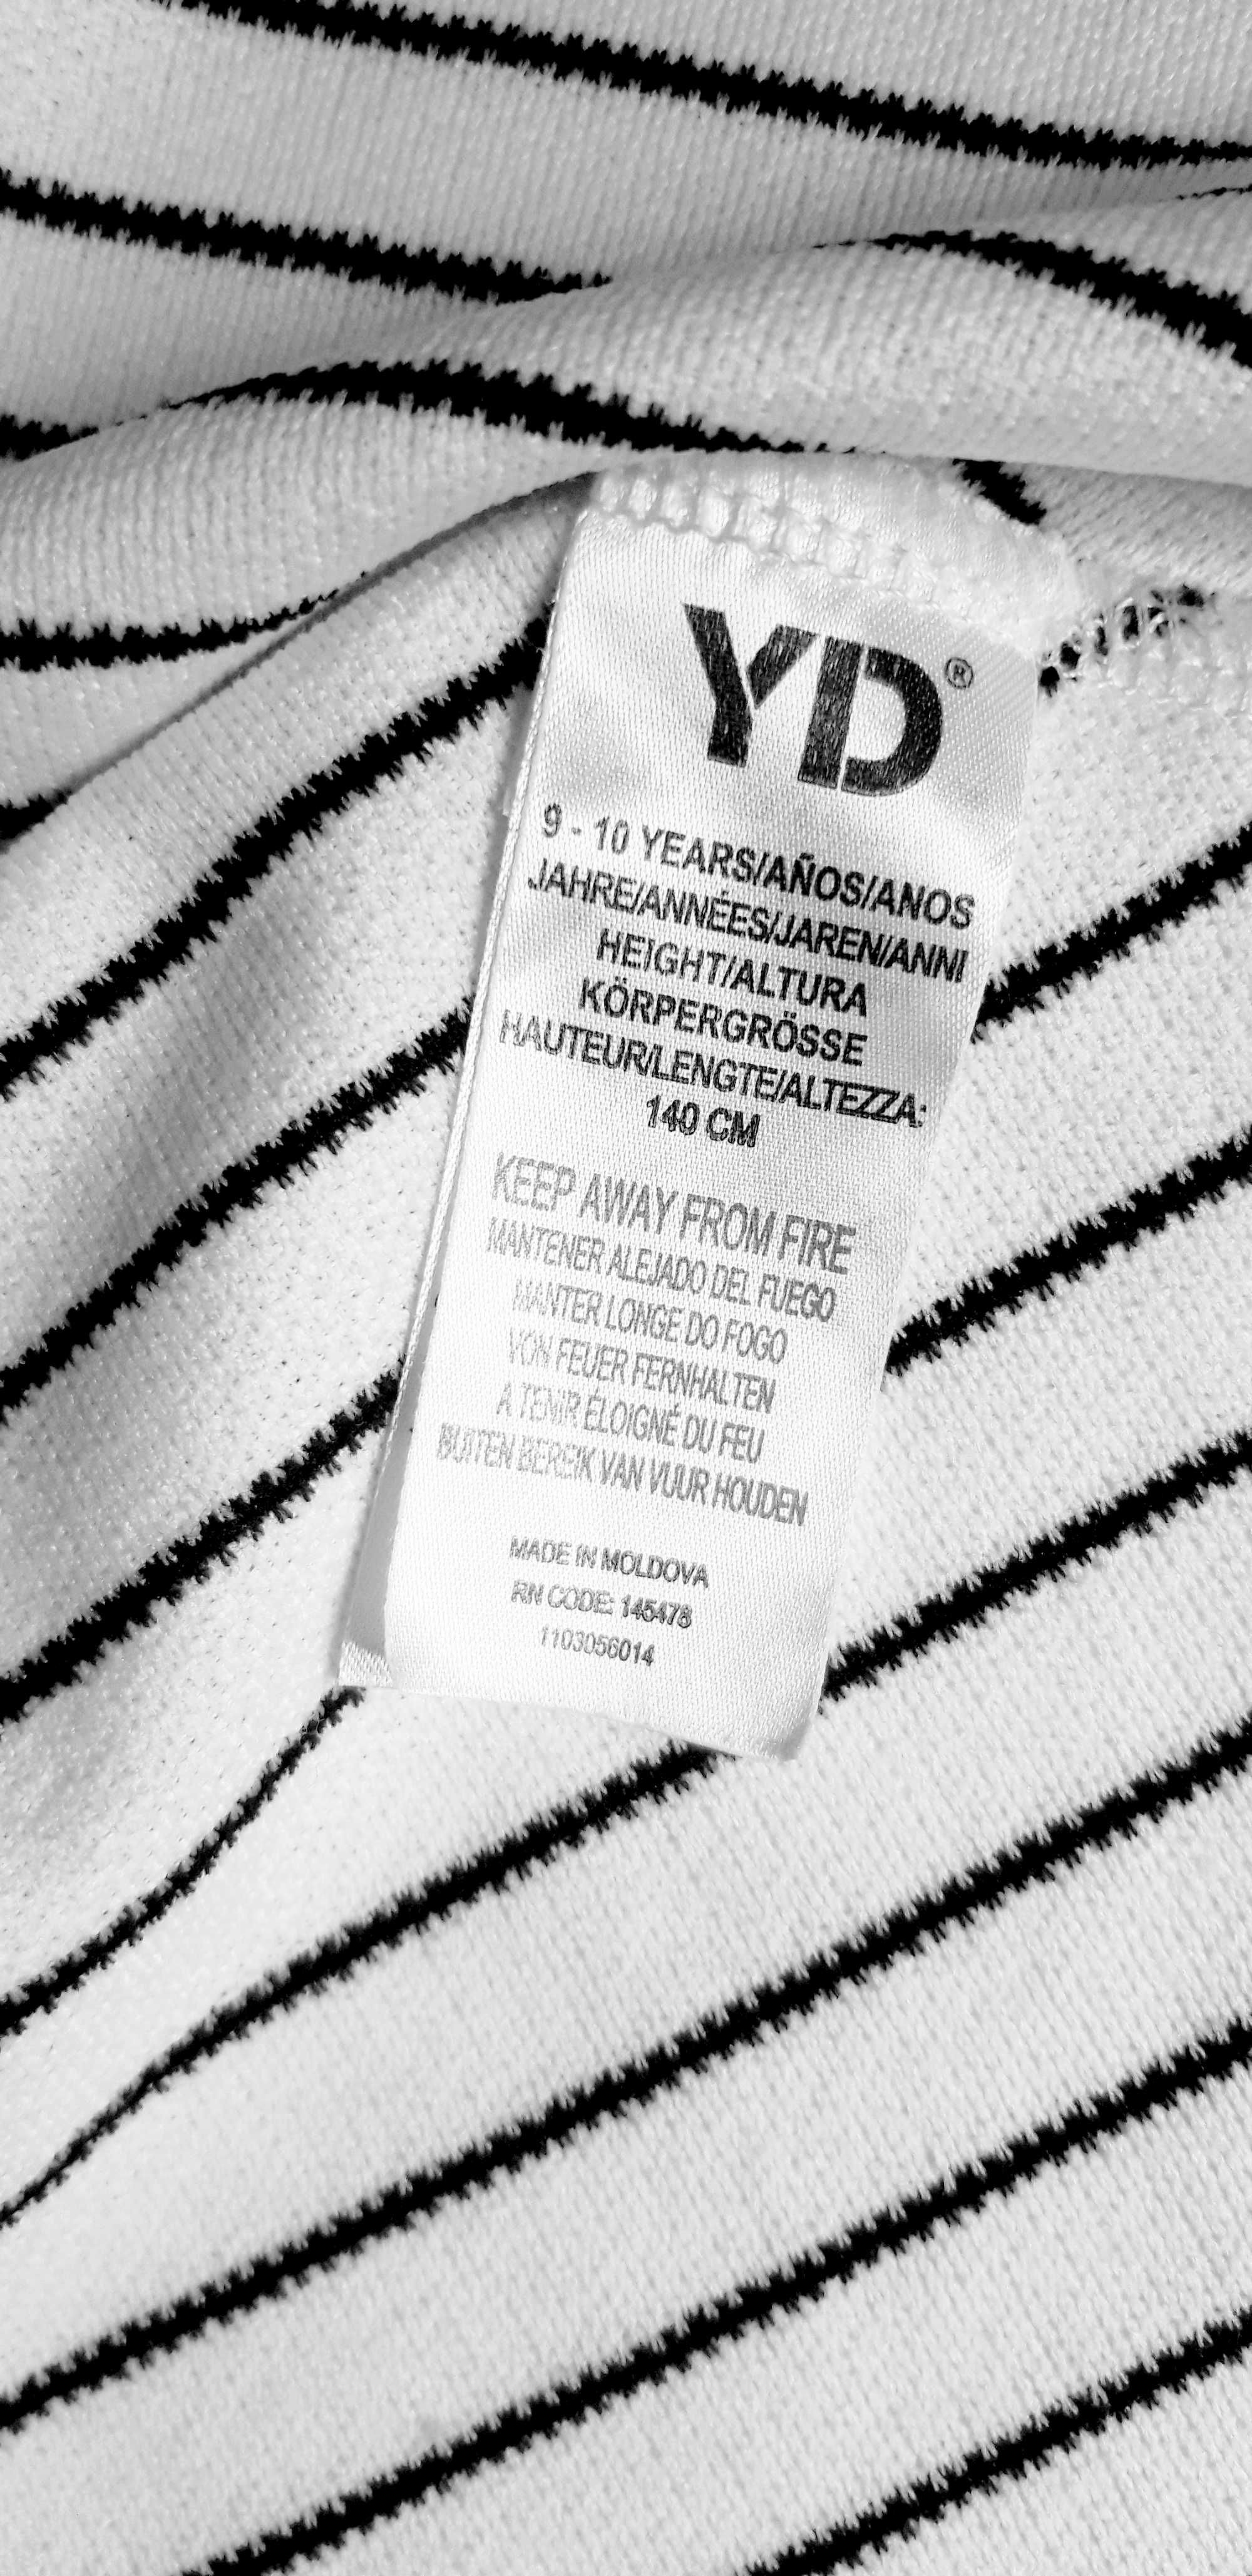 YD®
9 - 10 YEARS/AÑOS/ANOS
JAHRE/ANNÉES/JAREN/ANNI
HEIGHT/ALTURA
KÖRPERGRÖSSE
HAUTEUR/LENGTE/ALTEZZA:
140 CM
KEEP AWAY FROM FIRE
MANTENER ALEJADO DEL FUEGO
MANTER LONGE DO FOGO
VON FEUER FERNHALTEN
A TENIR ÉLOIGNÉ DU FEU
BUITEN BEREIK VAN VUUR HOUDEN
MADE IN MOLDOVA
RN CODE: 145478
1103056014